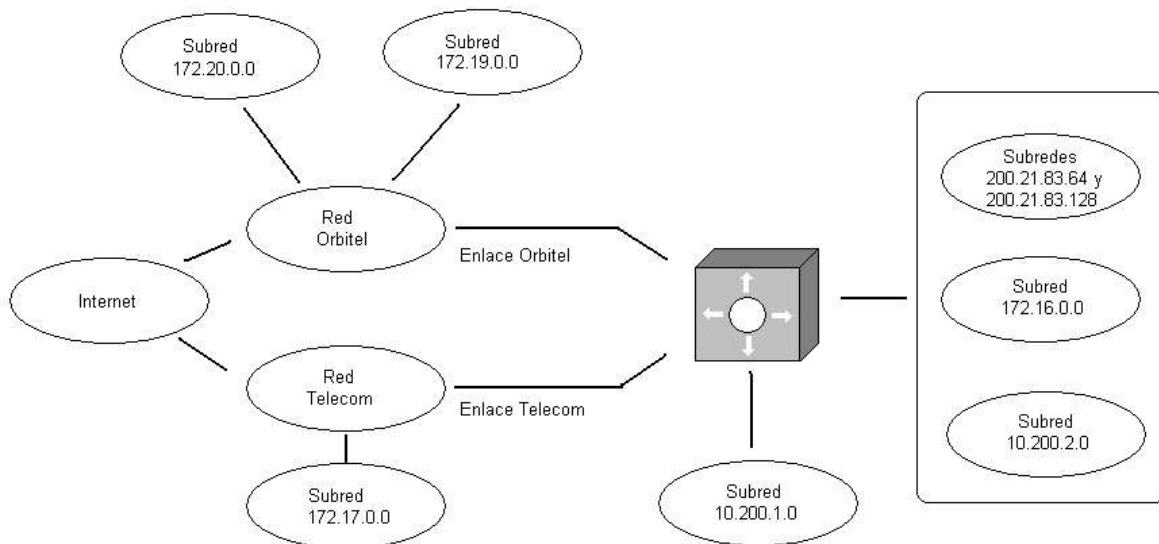 Subred
172.20.0.0
Subred
172.19.0.0
Subredes
200.21.83.64 y
200.21.83.128
Red
Orbitel
Enlace Orbitel
Internet
Subred
172.16.0.0
Red
Telecom
Enlace Telecom
Subred
10.200.2.0
Subred
172.17.0.0
Subred
10.200.1.0